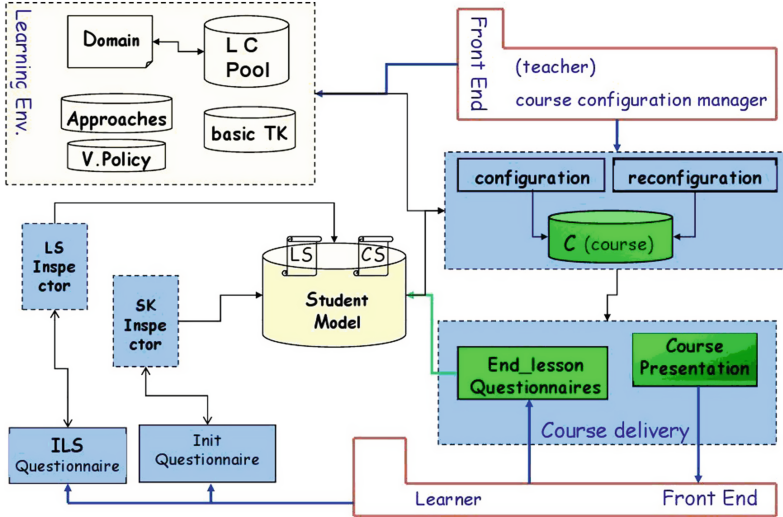 Learning Env.
Domain
L C
Pool
Approaches
V.Policy
basic TK
Front End
(teacher)
course configuration manager
configuration
reconfiguration
C (course)
LS
Inspe
ctor
SK
Inspe
ctor
LS
CS
Student
Model
End_lesson
Questionnaires
Course
Presentation
Course delivery
ILS
Questionnaire
Init
Questionnaire
Learner
Front End